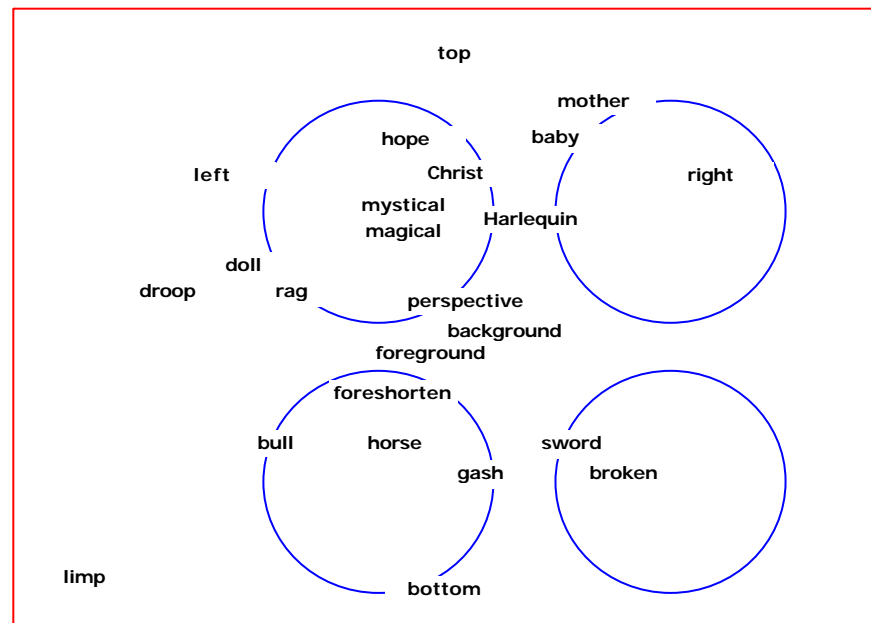 top
mother
hope
baby
left
Christ
right
mystical
Harlequin
magical
doll
droop
rag
perspective
background
foreground
foreshorten
bull
horse
sword
gash
broken
limp
bottom